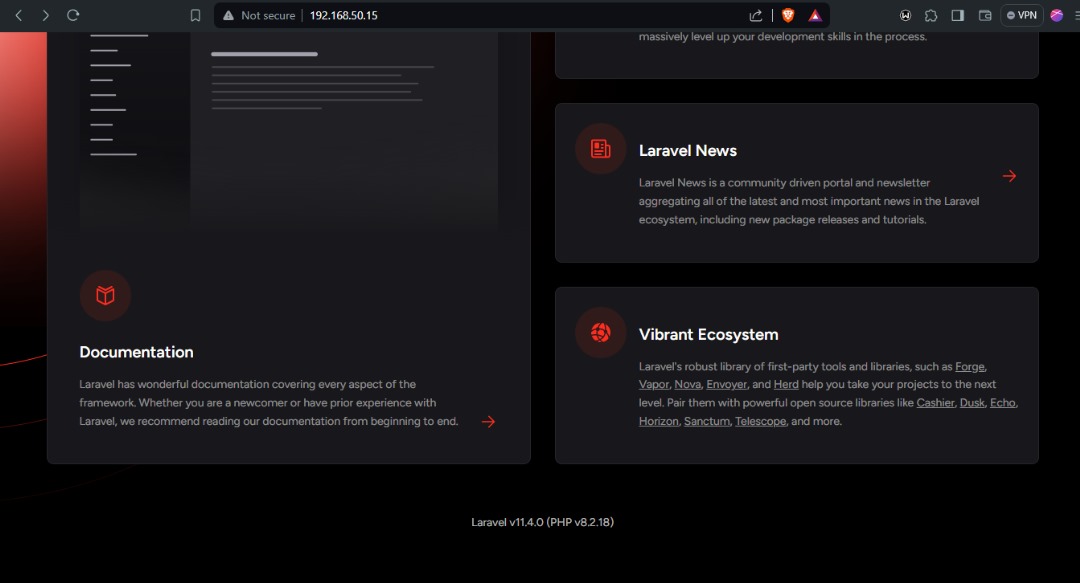 Not secure
192.168.50.15
VPN
massively level up your development skills in the process.
Laravel News
Laravel News is a community driven portal and newsletter
aggregating all of the latest and most important news in the Laravel
ecosystem, including new package releases and tutorials.
Documentation
Laravel has wonderful documentation covering every aspect of the
framework. Whether you are a newcomer or have prior experience with
Laravel, we recommend reading our documentation from beginning to end.
Vibrant Ecosystem
Laravel's robust library of first-party tools and libraries, such as Forge,
Vapor, Nova, Envoyer, and Herd help you take your projects to the next
level. Pair them with powerful open source libraries like Cashier, Dusk, Echo,
Horizon, Sanctum, Telescope, and more.
Laravel v11.4.0 (PHP v8.2.18)